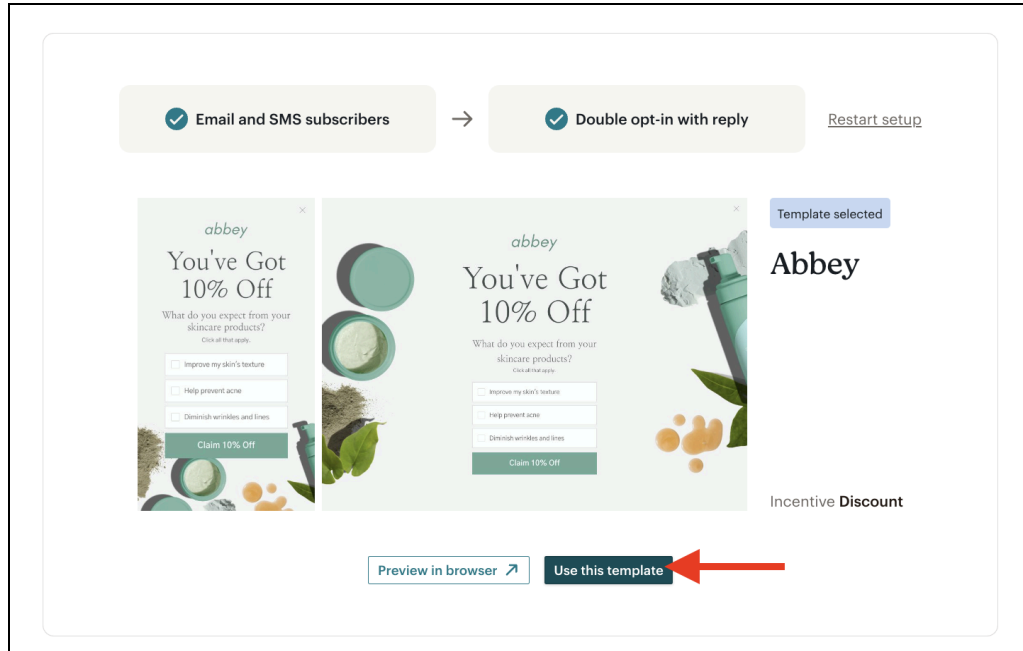 Email and SMS subscribers
Double opt-in with reply
Restart setup
abbey
You've Got
10% Off
What do you expect from your
skincare products?
Click all that apply.
Improve my skin's texture
Help prevent acne
Diminish wrinkles and lines
Claim 10% Off
abbey
You've Got
10% Off
What do you expect from your
skincare products?
Click all that apply.
Improve my skin's texture
Help prevent acne
Diminish wrinkles and lines
Claim 10% Off
Template selected
Abbey
Incentive Discount
Preview in browser
Use this template